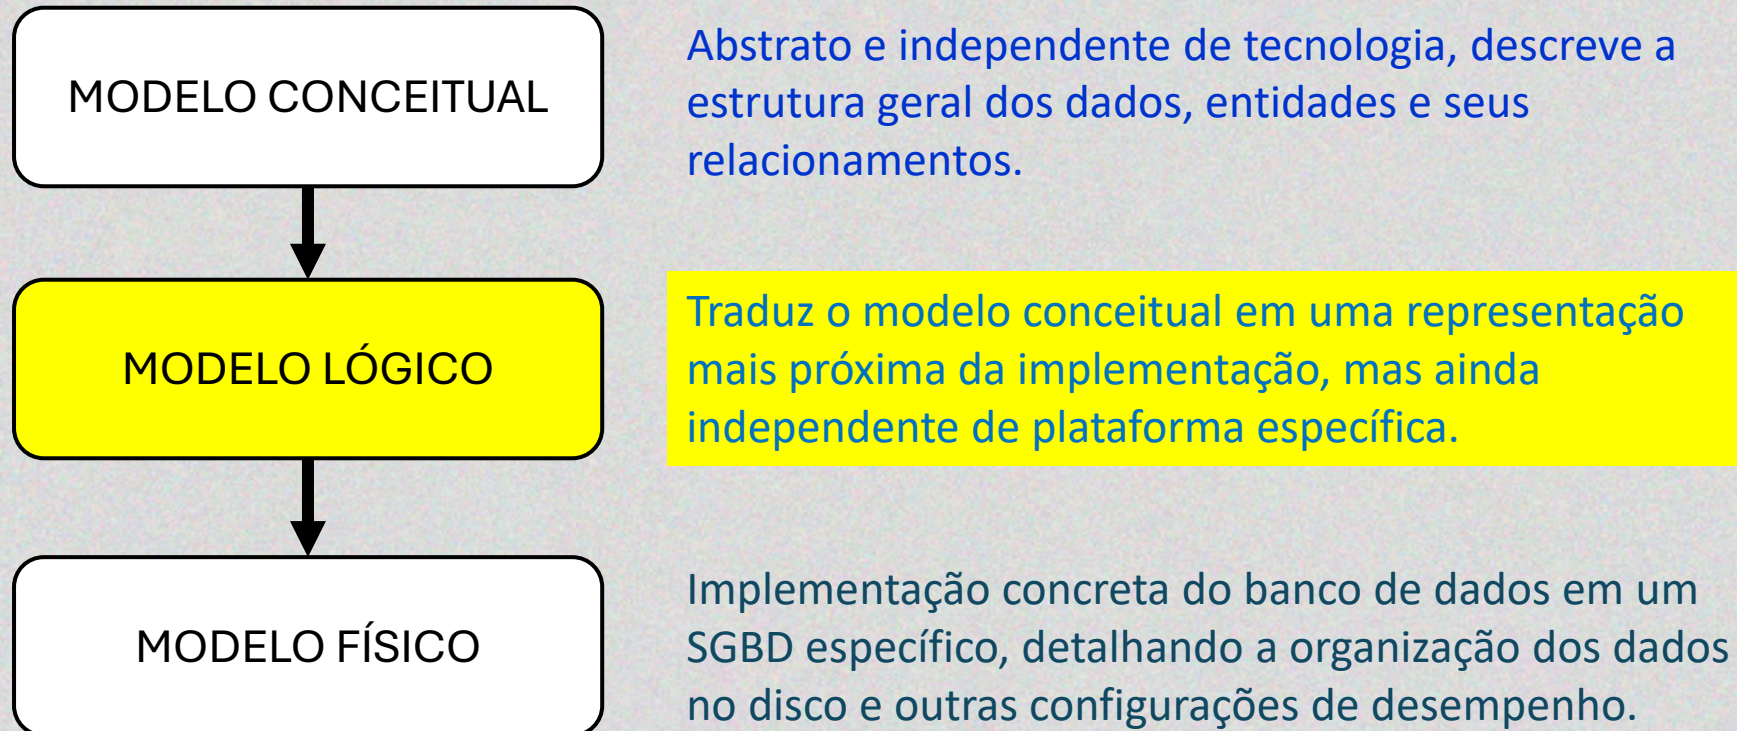 MODELO CONCEITUAL
Abstrato e independente de tecnologia, descreve a
estrutura geral dos dados, entidades e seus
relacionamentos.
MODELO LÓGICO
Traduz o modelo conceitual em uma representação
mais próxima da implementação, mas ainda
independente de plataforma específica.
MODELO FÍSICO
Implementação concreta do banco de dados em um
SGBD específico, detalhando a organização dos dados
no disco e outras configurações de desempenho.